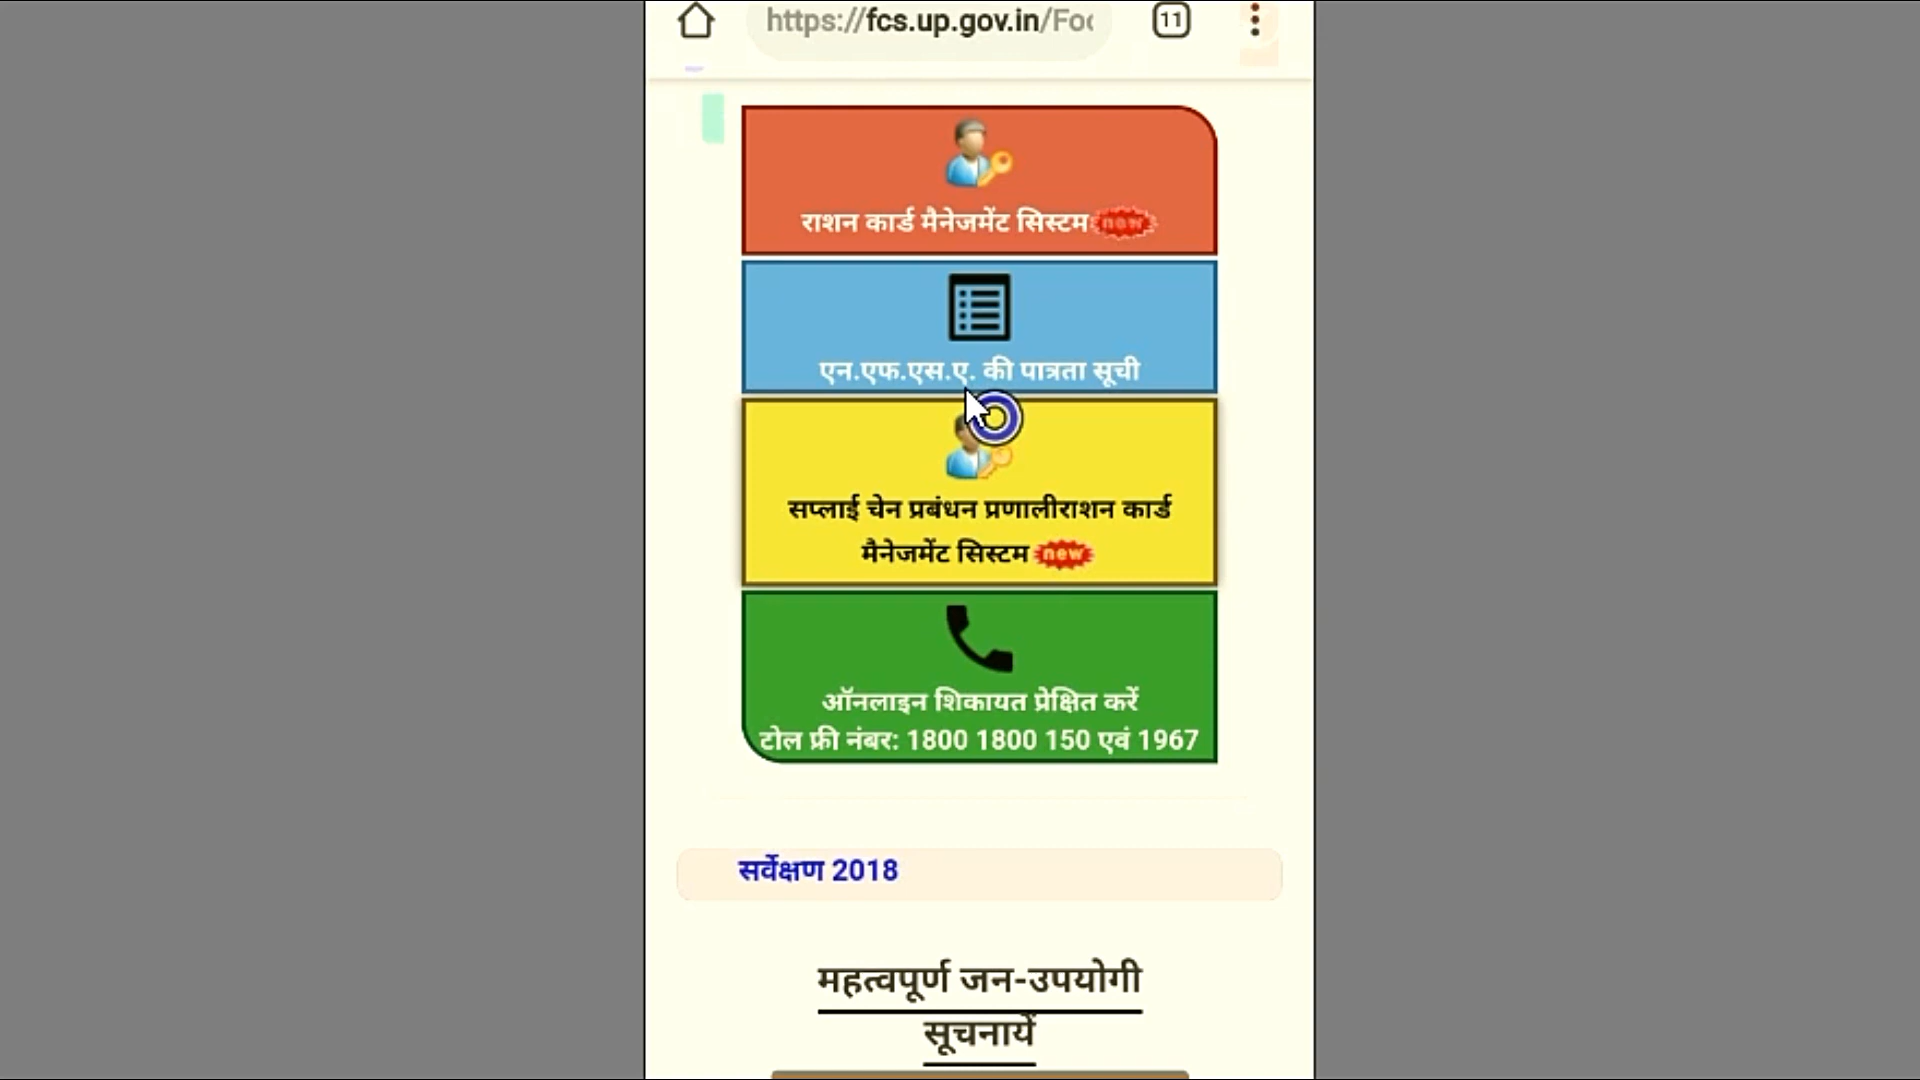 https://fcs.up.gov.in/Foo
11
राशन कार्ड मैनेजमेंट सिस्टम new
एन.एफ.एस.ए. की पात्रता सूची
सप्लाई चेन प्रबंधन प्रणालीराशन कार्ड
मैनेजमेंट सिस्टम new
ऑनलाइन शिकायत प्रेक्षित करें
टोल फ्री नंबर: 1800 1800 150 एवं 1967
सर्वेक्षण 2018
महत्वपूर्ण जन-उपयोगी
सूचनायें